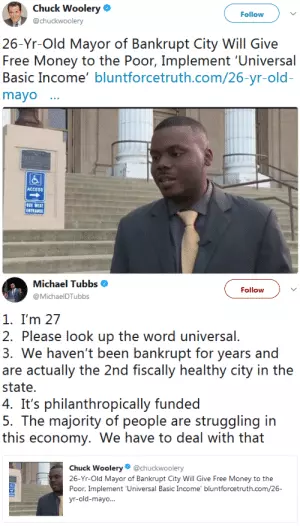 Chuck Woolery
@chuckwoolery
Follow
26-Yr-Old Mayor of Bankrupt City Will Give
Free Money to the Poor, Implement ‘Universal
Basic Income’ bluntforcetruth.com/26-yr-old-
mayo ...
ACCESS
Michael Tubbs
@MichaelDTubbs
Follow
1. I'm 27
2. Please look up the word universal.
3. We haven't been bankrupt for years and
are actually the 2nd fiscally healthy city in the
state.
4. It's philanthropically funded
5. The majority of people are struggling in
this economy. We have to deal with that
Chuck Woolery @chuckwoolery
26-Yr-Old Mayor of Bankrupt City Will Give Free Money to the
Poor, Implement ‘Universal Basic Income’ bluntforcetruth.com/26-
yr-old-mayo...